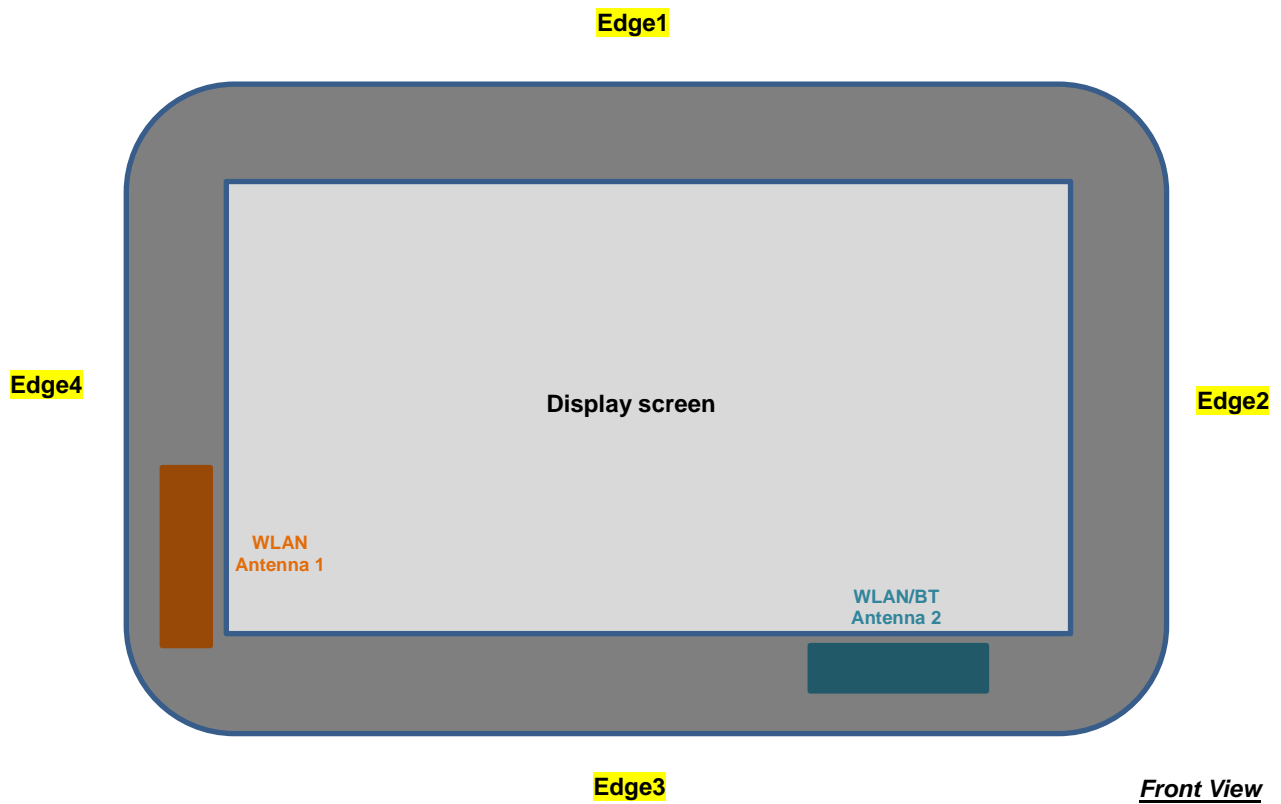 Edge1
Edge4
Display screen
Edge2
WLAN
Antenna 1
WLAN/BT
Antenna 2
Edge3
Front View